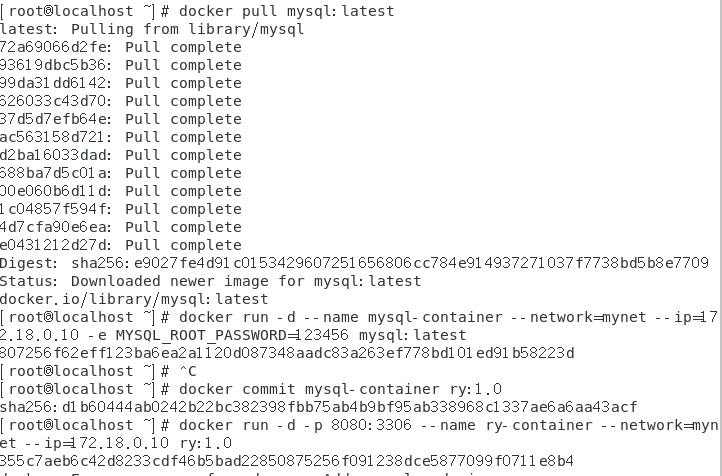 [root@localhost ~]# docker pull mysql:latest
latest: Pulling from library/mysql
72a69066d2fe: Pull complete
93619dbc5b36: Pull complete
99da31dd6142: Pull complete
626033c43d70: Pull complete
37d5d7efb64e: Pull complete
ac563158d721: Pull complete
d2ba16033dad: Pull complete
688ba7d5c01a: Pull complete
00e060b6d11d: Pull complete
1c04857f594f: Pull complete
4d7cfa90e6ea: Pull complete
e0431212d27d: Pull complete
Digest: sha256:e9027fe4d91c0153429607251656806cc784e914937271037f7738bd5b8e7709
Status: Downloaded newer image for mysql:latest
docker.io/library/mysql:latest
[root@localhost ~]# docker run -d --name mysql-container --network=mynet --ip=17
2.18.0.10 -e MYSQL_ROOT_PASSWORD=123456 mysql:latest
807256f62eff123ba6ea2a1120d087348aadc83a263ef778bd101ed91b58223d
[root@localhost ~]# ^C
[root@localhost ~]# docker commit mysql-container ry:1.0
sha256:d1b60444ab0242b22bc382398fbb75ab4b9bf95ab338968c1337ae6a6aa43acf
[root@localhost ~]# docker run -d -p 8080:3306 --name ry-container --network=myn
et --ip=172.18.0.10 ry:1.0
355c7aeb6c42d8233cdf46b5bad22850875256f091238dce5877099f0711e8b4